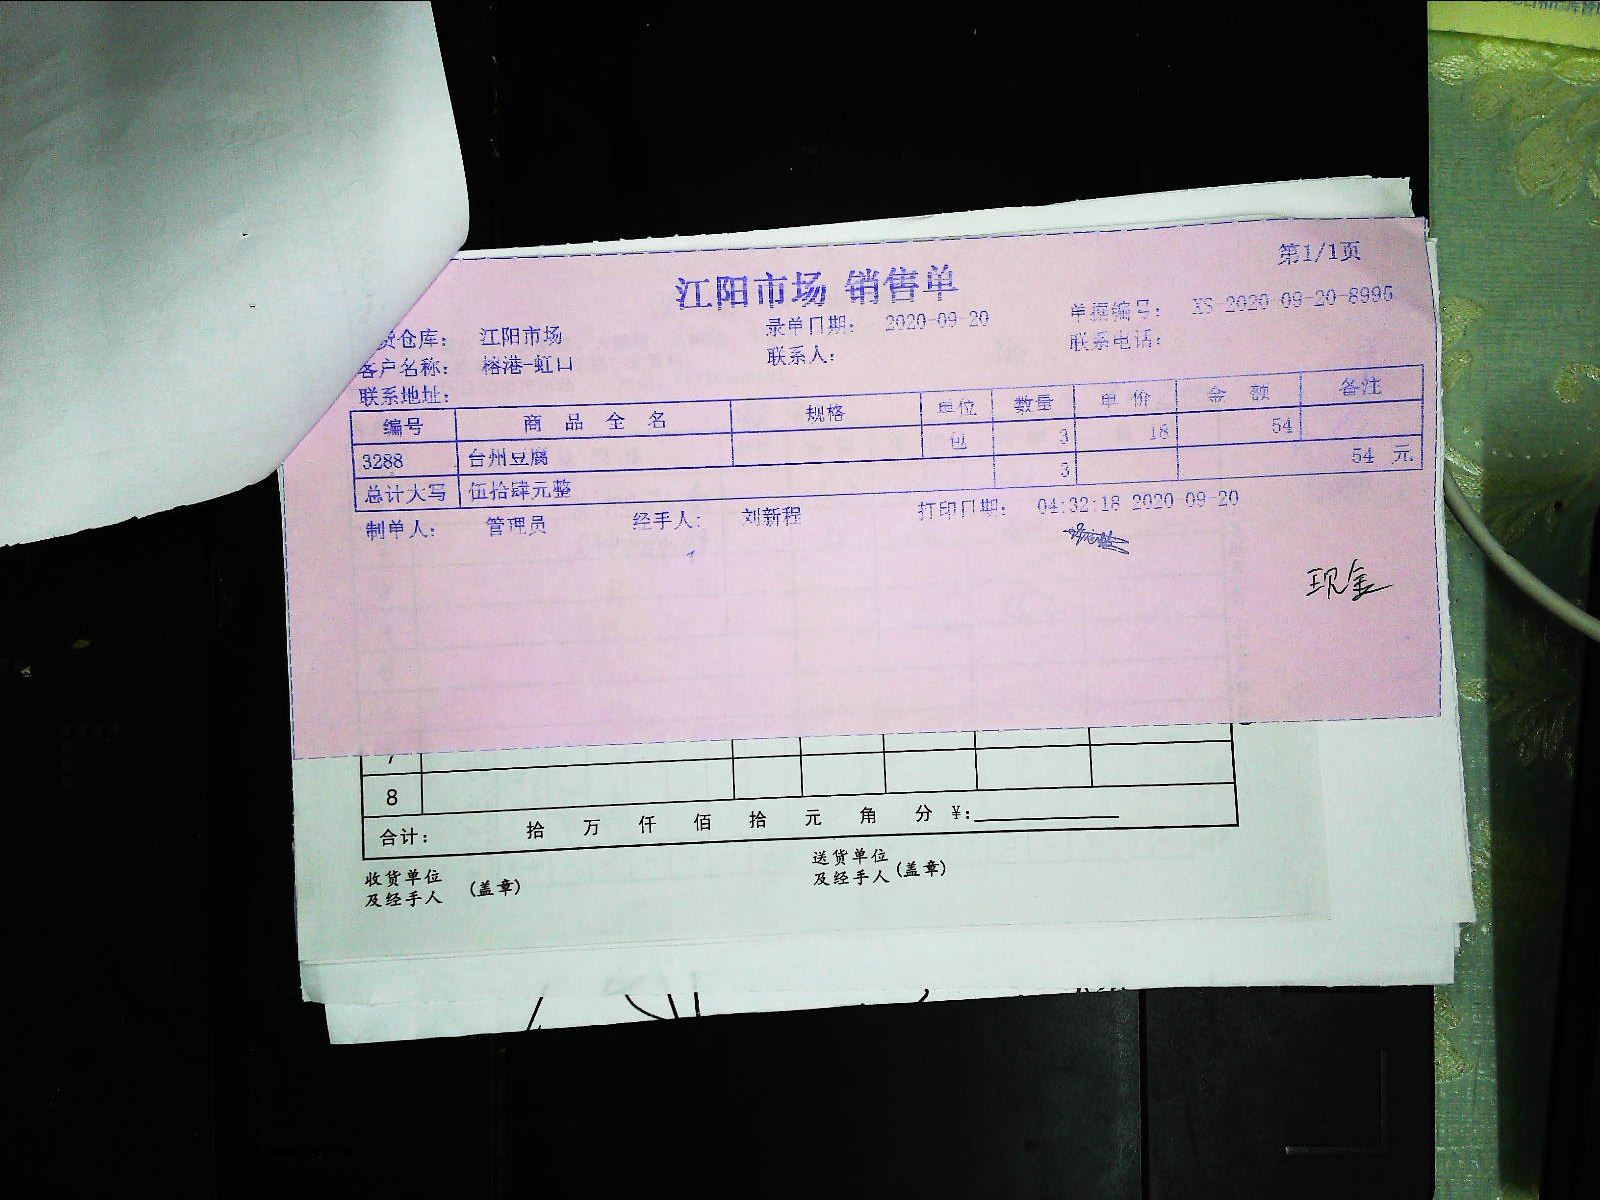 第1/1页
江阳市场 销售单
货仓库： 江阳市场 录单日期： 2020-09-20 单据编号： XS-2020-09-20-8995
客户名称： 榕港-虹口 联系人： 联系电话：
联系地址：
编号 商品全名 规格 单位 数量 单价 金额 备注
3288 台州豆腐 包 3 18 54
总计大写 伍拾肆元整 3 54 元
制单人： 管理员 经手人： 刘新程 打印日期： 04:32:18 2020-09-20
现金
7
8
合计： 拾 万 仟 佰 拾 元 角 分 ¥:
收货单位 送货单位
及经手人 (盖章) 及经手人 (盖章)